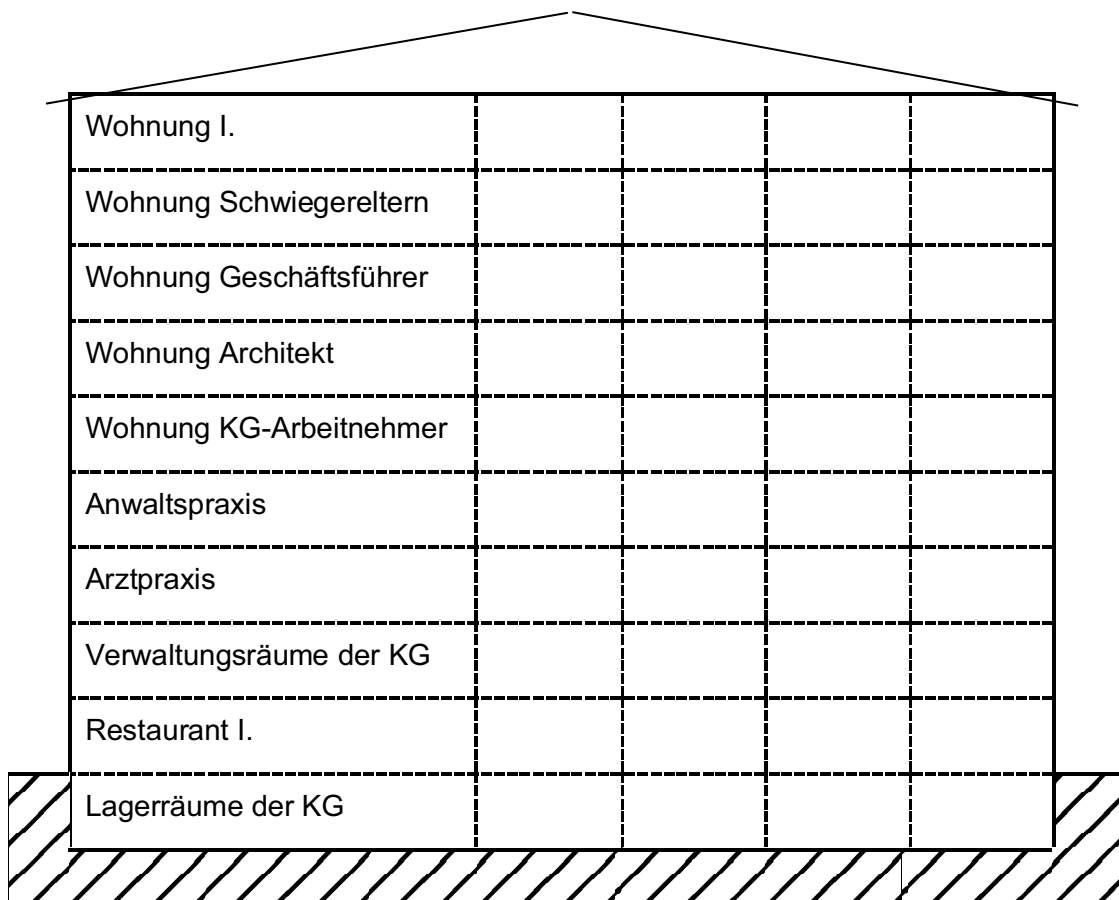 Wohnung I.
Wohnung Schwiegereltern
Wohnung Geschäftsführer
Wohnung Architekt
Wohnung KG-Arbeitnehmer
Anwaltspraxis
Arztpraxis
Verwaltungsräume der KG
Restaurant I.
Lagerräume der KG